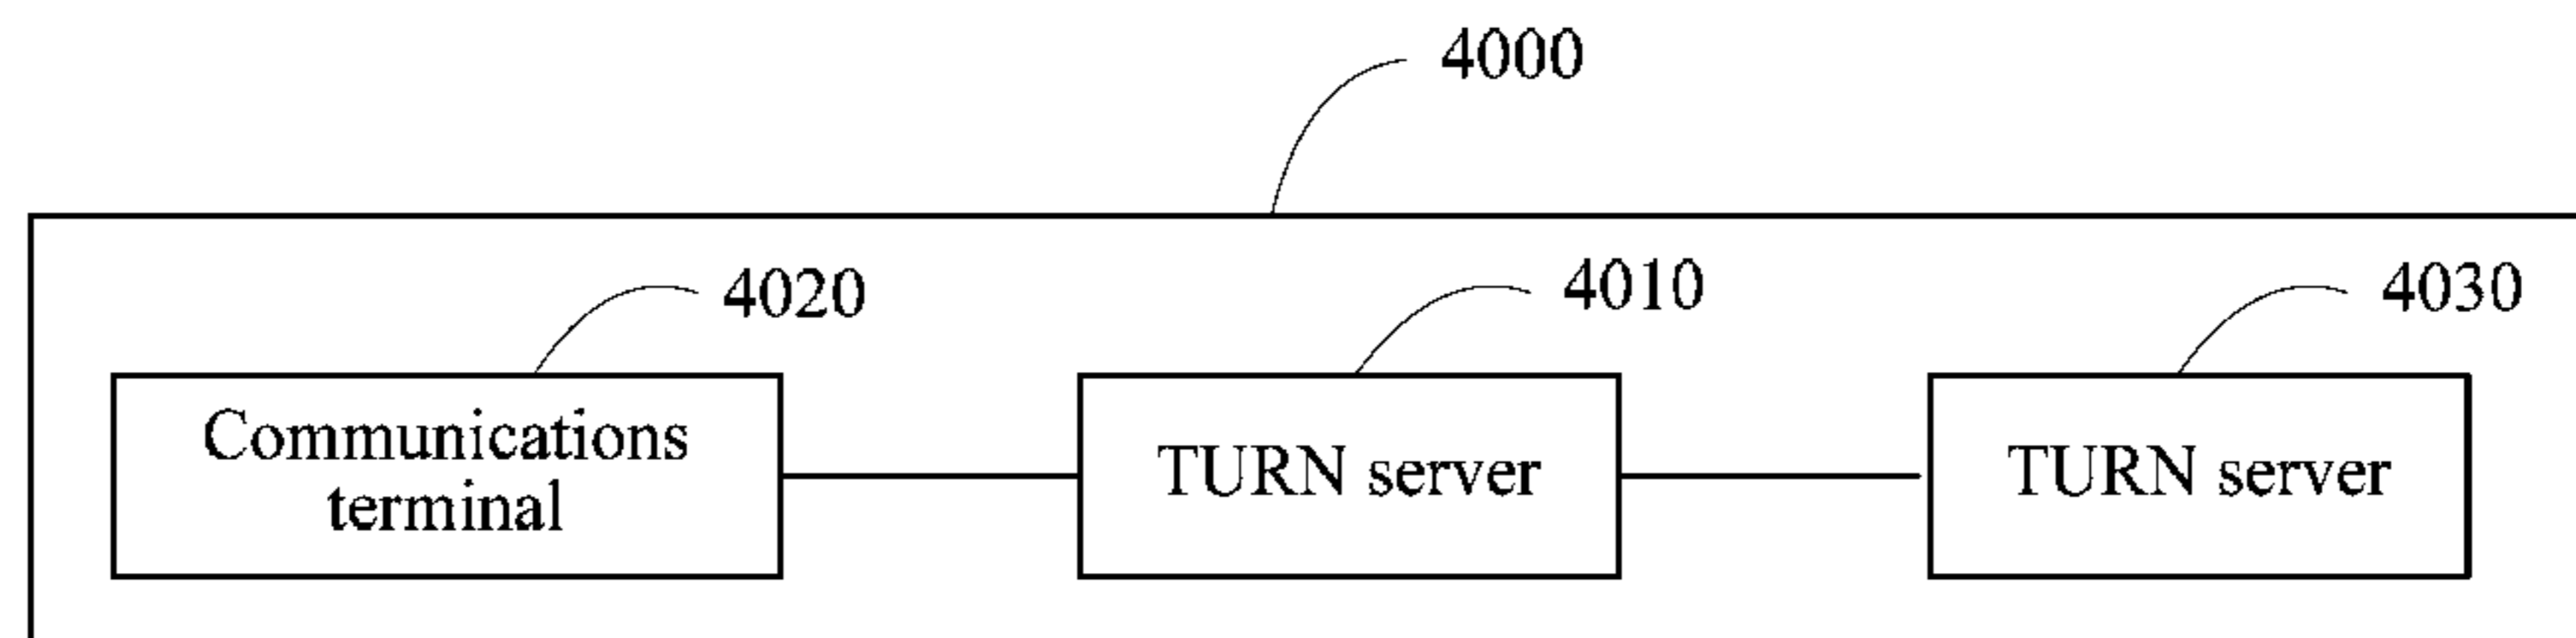 4000
4020
4010
4030
Communications
terminal
TURN server
TURN server